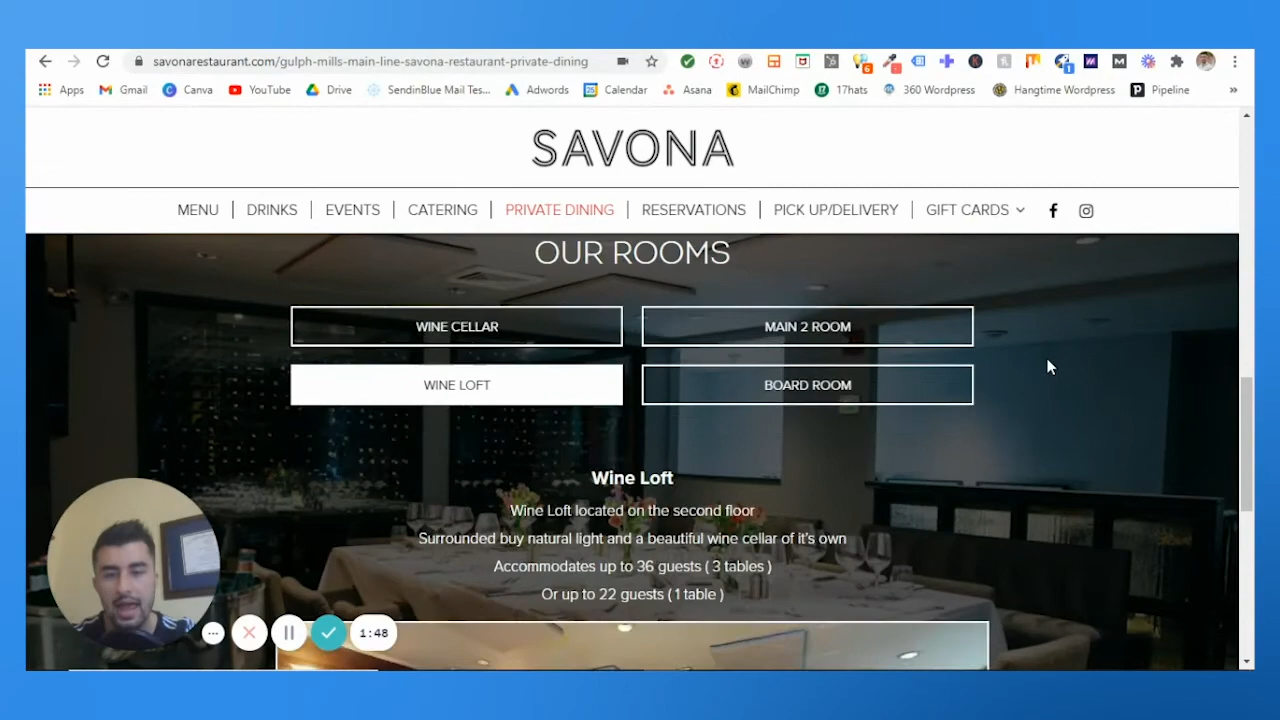 savonarestaurant.com/gulph-mills-main-line-savona-restaurant-private-dining
6
1
Apps
Gmail
Canva
YouTube
Drive
SendinBlue Mail Tes...
Adwords
Calendar
Asana
MailChimp
17hats
360 Wordpress
Hangtime Wordpress
Pipeline
»
SAVONA
MENU
DRINKS
EVENTS
CATERING
PRIVATE DINING
RESERVATIONS
PICK UP/DELIVERY
GIFT CARDS
OUR ROOMS
WINE CELLAR
MAIN 2 ROOM
WINE LOFT
BOARD ROOM
Wine Loft
Wine Loft located on the second floor
Surrounded buy natural light and a beautiful wine cellar of it's own
Accommodates up to 36 guests ( 3 tables )
Or up to 22 guests ( 1 table )
1:48